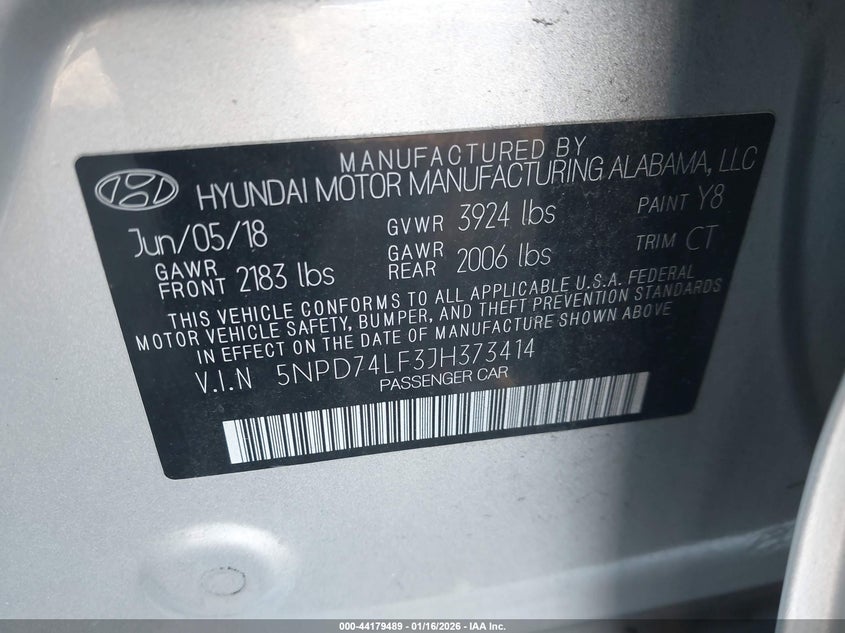 MANUFACTURED BY
HYUNDAI MOTOR MANUFACTURING ALABAMA, LLC
Jun/05/18 GVWR 3924 lbs PAINT Y8
GAWR FRONT 2183 lbs GAWR REAR 2006 lbs TRIM CT
THIS VEHICLE CONFORMS TO ALL APPLICABLE U.S.A. FEDERAL
MOTOR VEHICLE SAFETY, BUMPER, AND THEFT PREVENTION STANDARDS
IN EFFECT ON THE DATE OF MANUFACTURE SHOWN ABOVE
V.I.N 5NPD74LF3JH373414
PASSENGER CAR
000-44179489 - 01/16/2026 - IAA Inc.